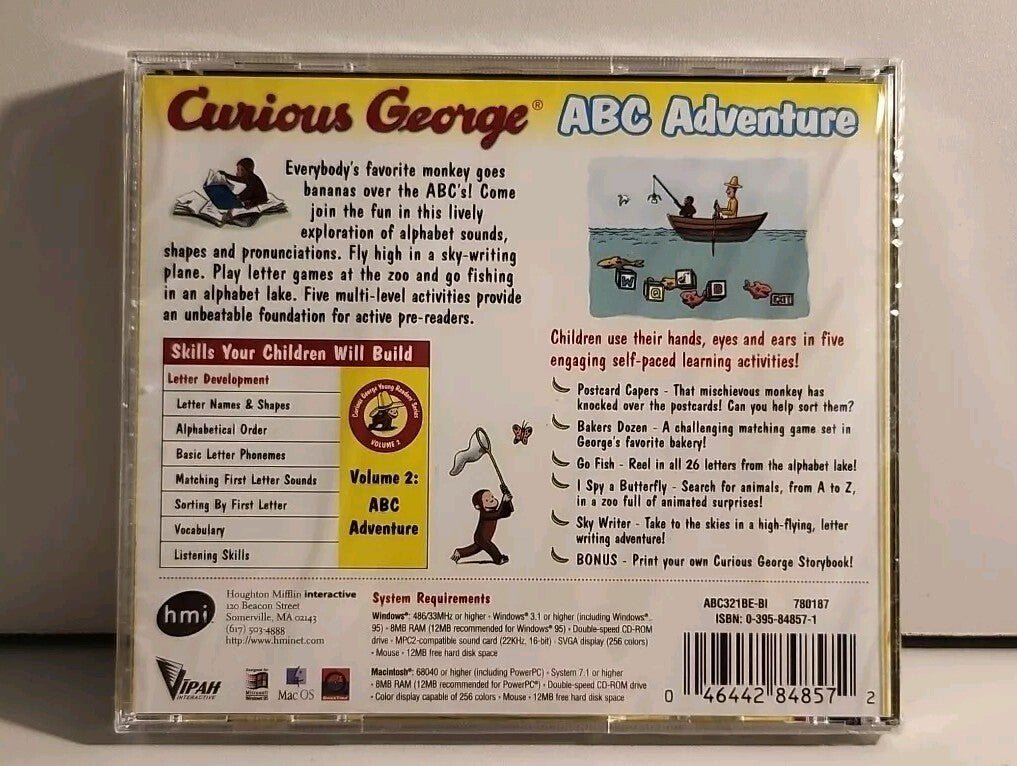 Curious George® ABC Adventure
Everybody's favorite monkey goes
bananas over the ABC's! Come
join the fun in this lively
exploration of alphabet sounds,
shapes and pronunciations. Fly high in a sky-writing
plane. Play letter games at the zoo and go fishing
in an alphabet lake. Five multi-level activities provide
an unbeatable foundation for active pre-readers.
Skills Your Children Will Build
Letter Development
Letter Names & Shapes
Alphabetical Order
Basic Letter Phonemes
Matching First Letter Sounds
Sorting By First Letter
Vocabulary
Listening Skills
Curious George Young Readers' Series
VOLUME 2
Volume 2:
ABC
Adventure
Children use their hands, eyes and ears in five
engaging self-paced learning activities!
Postcard Capers - That mischievous monkey has
knocked over the postcards! Can you help sort them?
Bakers Dozen - A challenging matching game set in
George's favorite bakery!
Go Fish - Reel in all 26 letters from the alphabet lake!
I Spy a Butterfly - Search for animals, from A to Z,
in a zoo full of animated surprises!
Sky Writer - Take to the skies in a high-flying, letter
writing adventure!
BONUS - Print your own Curious George Storybook!
hmi
Houghton Mifflin interactive
120 Beacon Street
Somerville, MA 02143
(617) 503-4888
http://www.hminet.com
VIPAH
INTERACTIVE
Designed for
Microsoft
Windows 95
Mac OS
System Requirements
Windows®: 486/33MHz or higher • Windows® 3.1 or higher (including Windows®
95) • 8MB RAM (12MB recommended for Windows® 95) • Double-speed CD-ROM
drive • MPC2-compatible sound card (22KHz, 16-bit) • SVGA display (256 colors)
• Mouse • 12MB free hard disk space
Macintosh®: 68040 or higher (including PowerPC) • System 7.1 or higher
• 8MB RAM (12MB recommended for PowerPC®) • Double-speed CD-ROM drive
• Color display capable of 256 colors • Mouse • 12MB free hard disk space
ABC321BE-BI 780187
ISBN: 0-395-84857-1
0 46442 84857 2